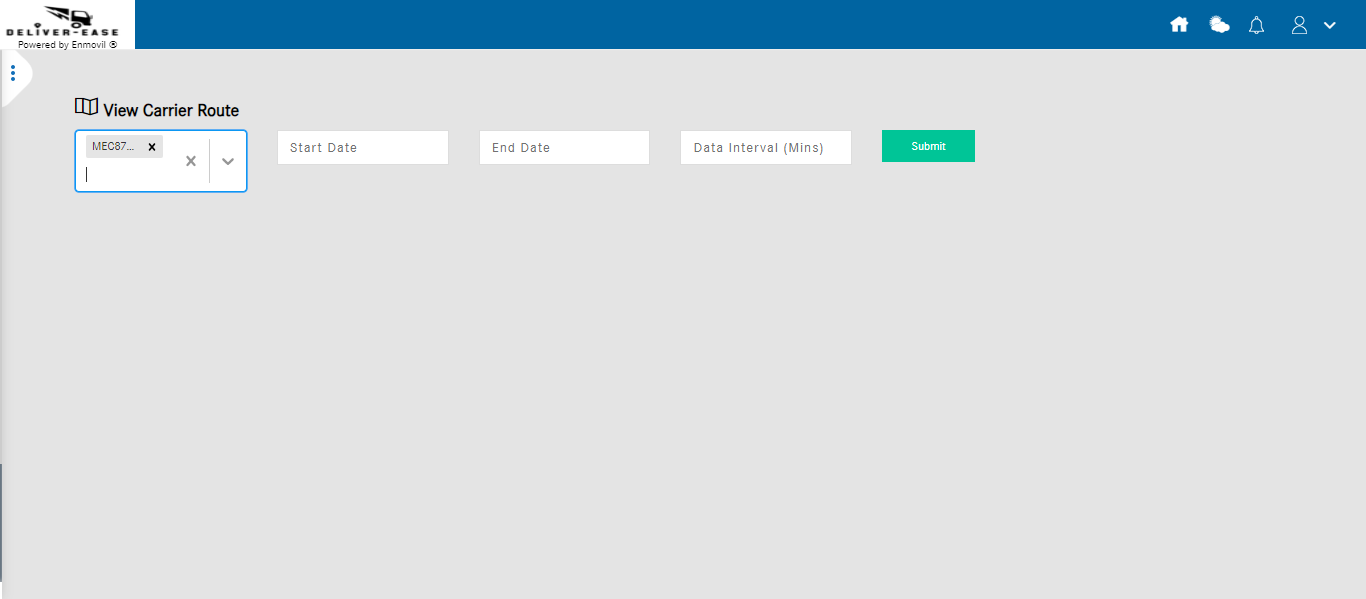 DELIVER-EASE
Powered by Enmovil ®
View Carrier Route
MEC87...
Start Date
End Date
Data Interval (Mins)
Submit